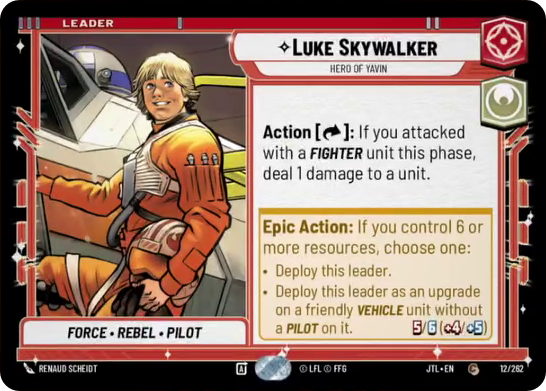 LEADER
✧LUKE SKYWALKER
HERO OF YAVIN
Action [↷]: If you attacked
with a FIGHTER unit this phase,
deal 1 damage to a unit.
Epic Action: If you control 6 or
more resources, choose one:
• Deploy this leader.
• Deploy this leader as an upgrade
on a friendly VEHICLE unit without
a PILOT on it. 5/6 (+4/+5)
FORCE • REBEL • PILOT
RENAUD SCHEIDT
A1
© LFL © FFG
JTL • EN
C
12/262